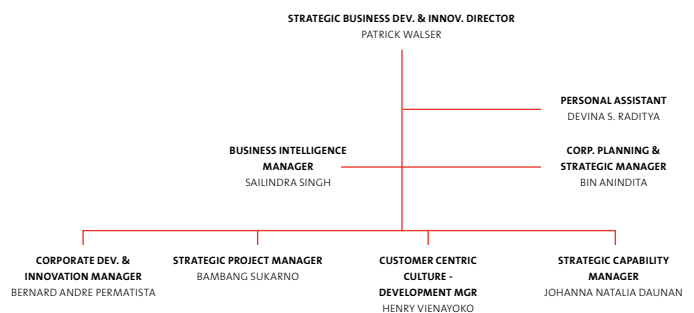 STRATEGIC BUSINESS DEV. & INNOV. DIRECTOR
PATRICK WALSER
PERSONAL ASSISTANT
DEVINA S. RADITYA
BUSINESS INTELLIGENCE
MANAGER
SAILINDRA SINGH
CORP. PLANNING &
STRATEGIC MANAGER
BIN ANINDITA
CORPORATE DEV. &
INNOVATION MANAGER
BERNARD ANDRE PERMATISTA
STRATEGIC PROJECT MANAGER
BAMBANG SUKARNO
CUSTOMER CENTRIC
CULTURE -
DEVELOPMENT MGR
HENRY VIENAYOKO
STRATEGIC CAPABILITY
MANAGER
JOHANNA NATALIA DAUNAN